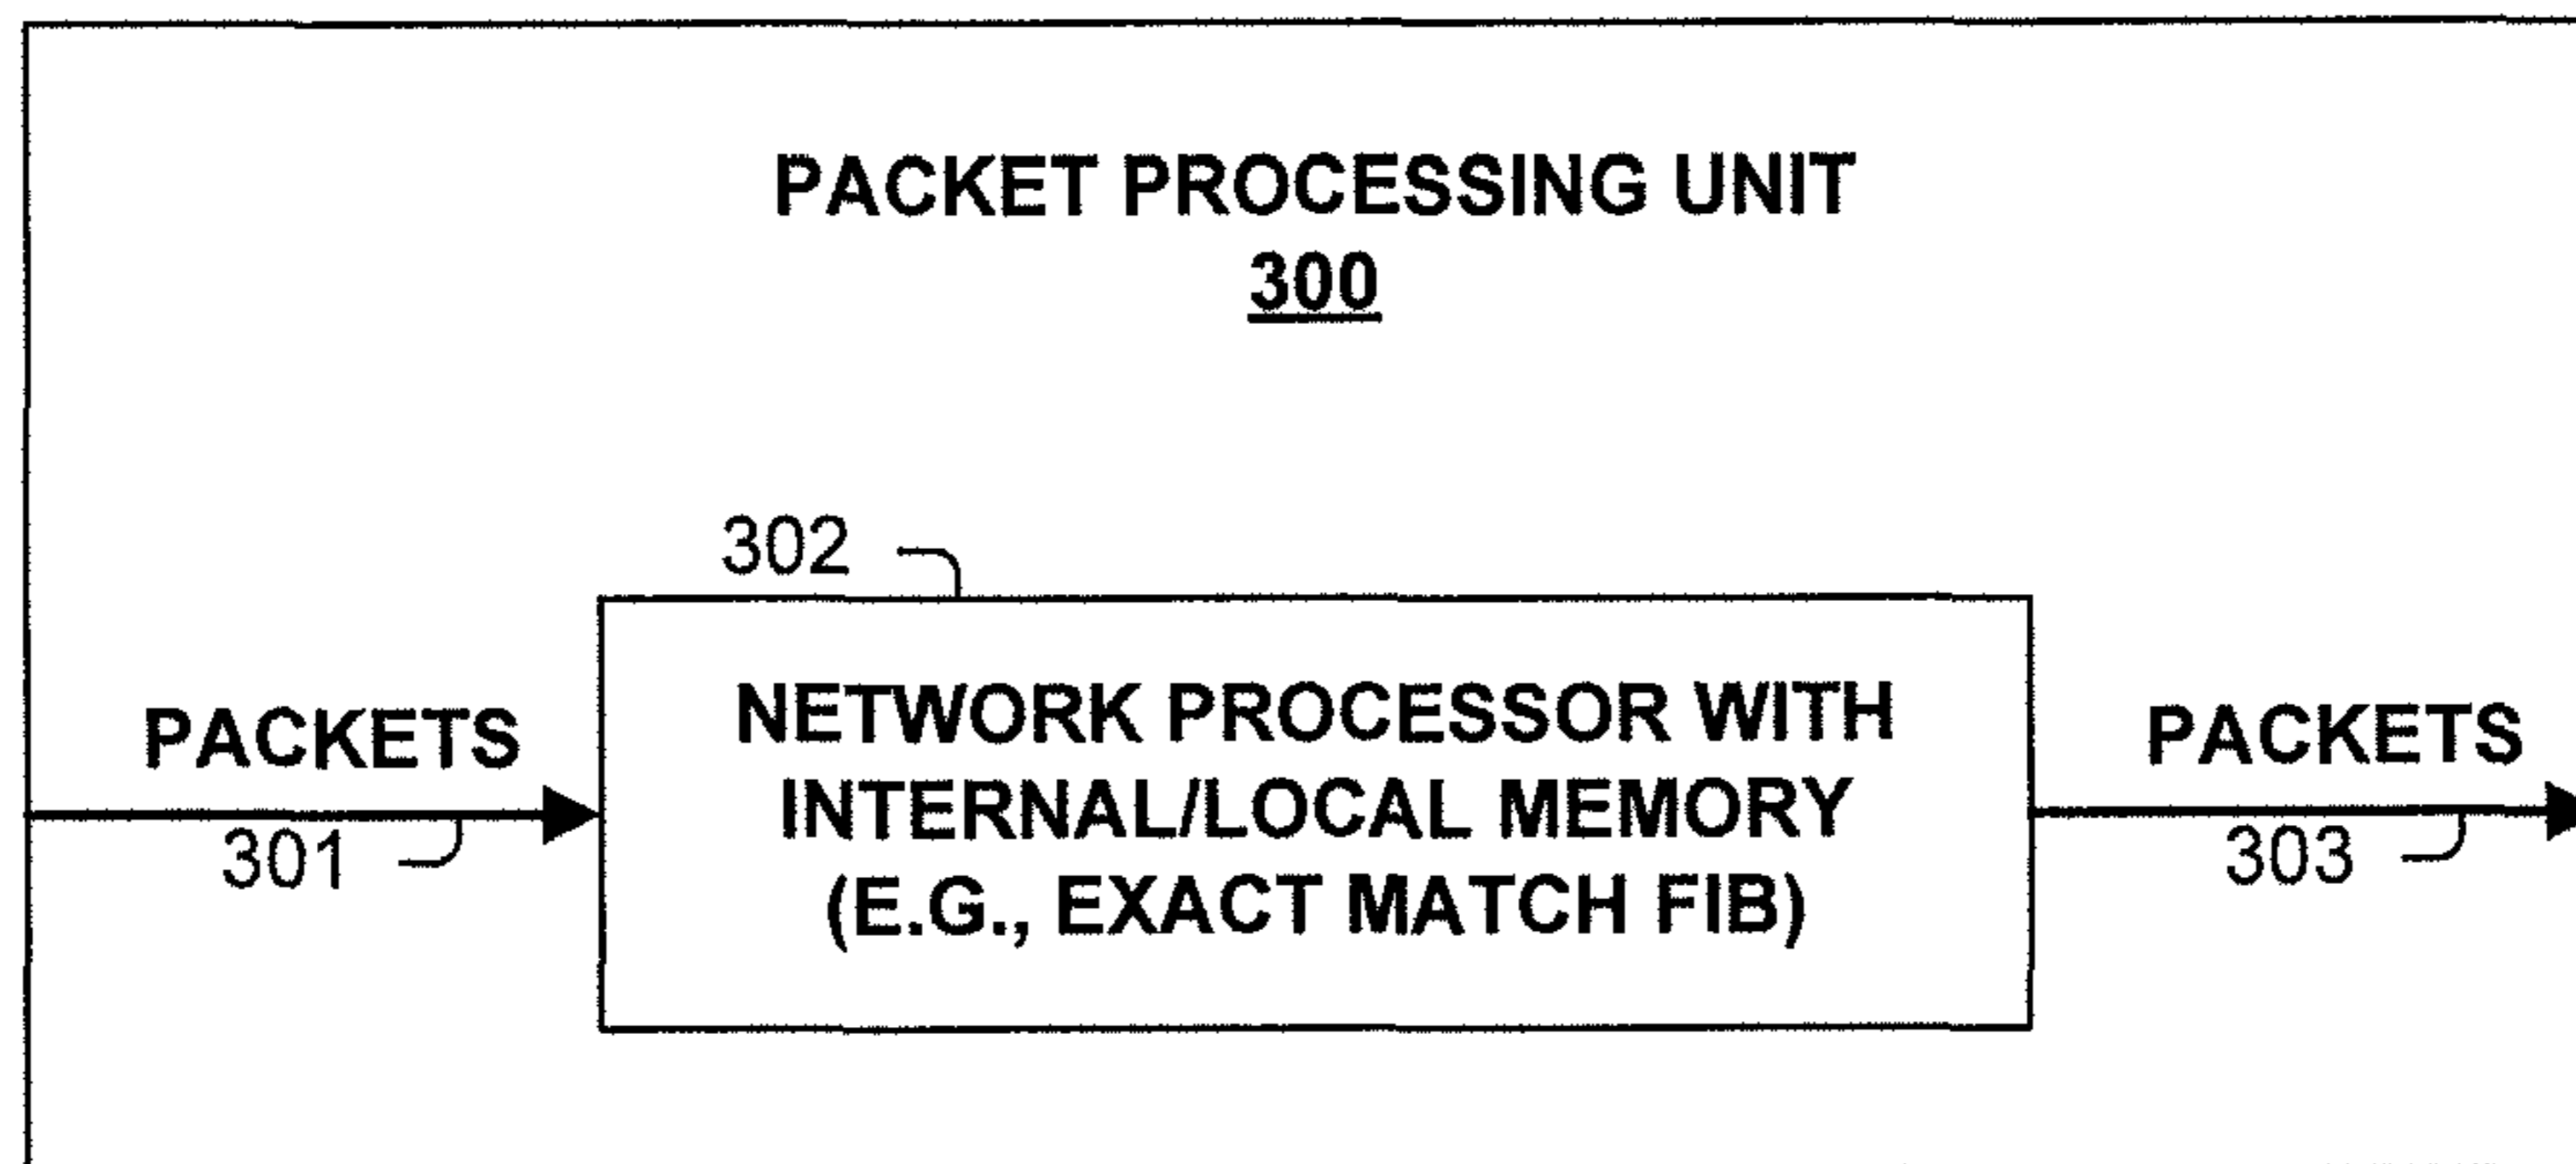 PACKET PROCESSING UNIT
300
302
NETWORK PROCESSOR WITH
INTERNAL/LOCAL MEMORY
(E.G., EXACT MATCH FIB)
PACKETS
301
PACKETS
303